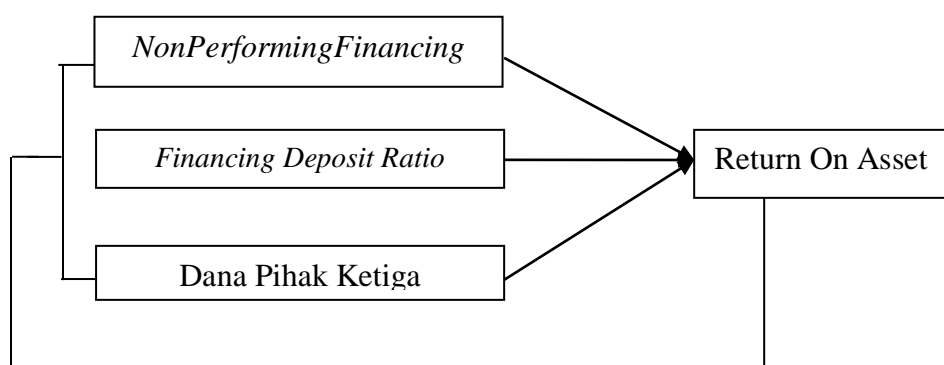 NonPerformingFinancing
Financing Deposit Ratio
Return On Asset
Dana Pihak Ketiga